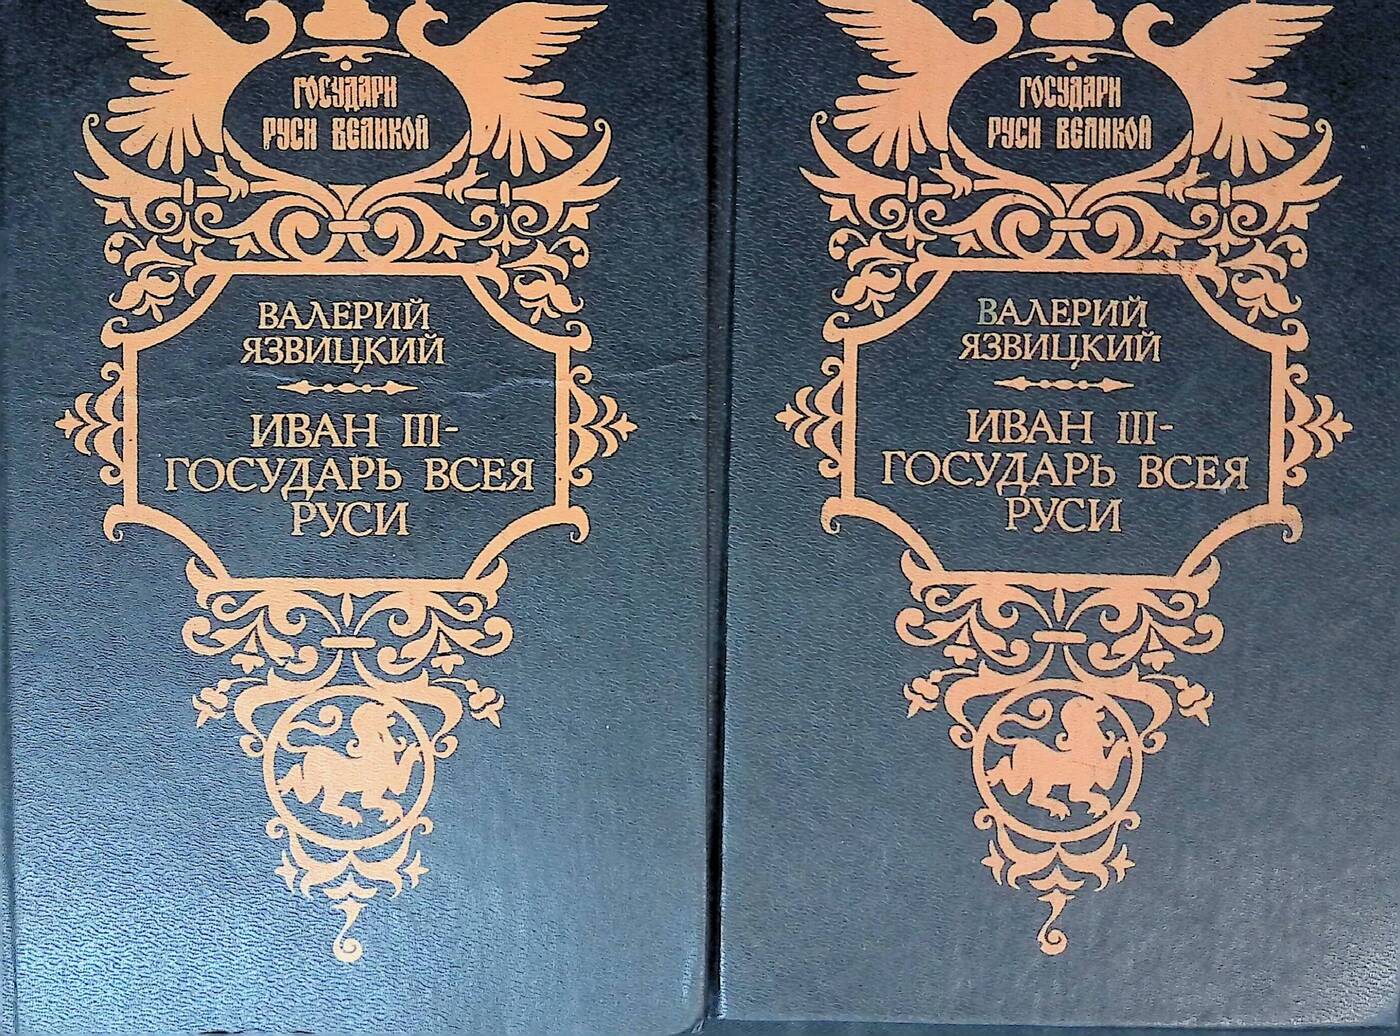 ГОСУДАРИ
РУСИ ВЕЛИКОЙ
ВАЛЕРИЙ
ЯЗВИЦКИЙ
ИВАН III-
ГОСУДАРЬ ВСЕЯ
РУСИ
ГОСУДАРИ
РУСИ ВЕЛИКОЙ
ВАЛЕРИЙ
ЯЗВИЦКИЙ
ИВАН III-
ГОСУДАРЬ ВСЕЯ
РУСИ